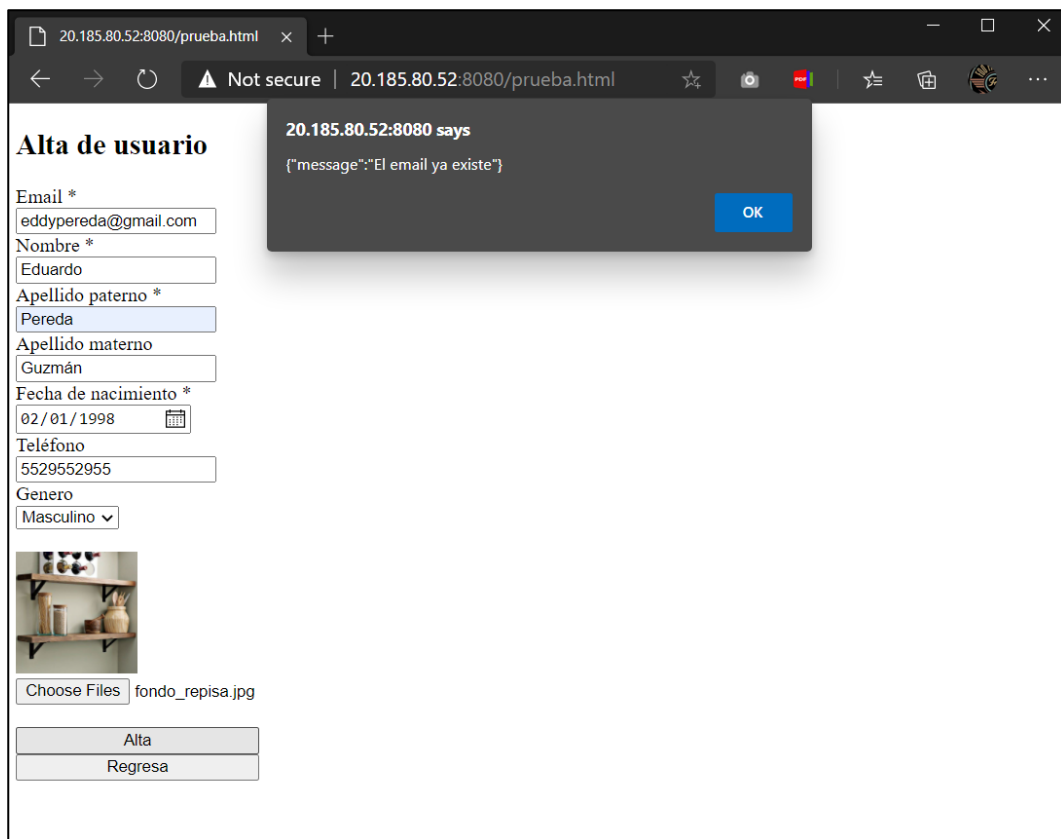 20.185.80.52:8080/prueba.html
Not secure | 20.185.80.52:8080/prueba.html
PDF
20.185.80.52:8080 says
{"message":"El email ya existe"}
OK
Alta de usuario
Email *
eddypereda@gmail.com
Nombre *
Eduardo
Apellido paterno *
Pereda
Apellido materno
Guzmán
Fecha de nacimiento *
02/01/1998
Teléfono
5529552955
Genero
Masculino
Choose Files fondo_repisa.jpg
Alta
Regresa